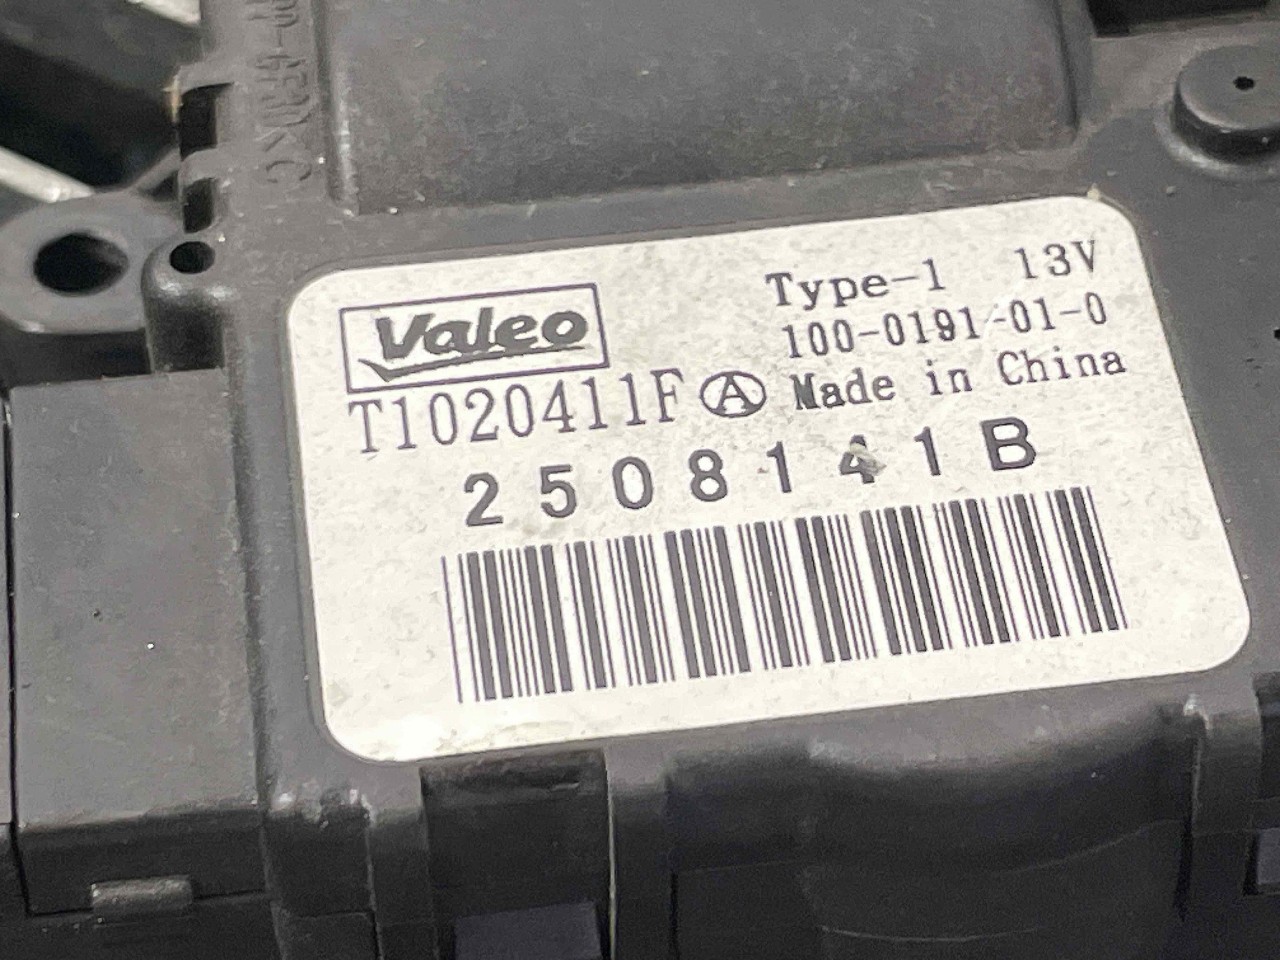 Valeo
Type-1 13V
100-0191-01-0
T1020411F Ⓐ Made in China
2508141B